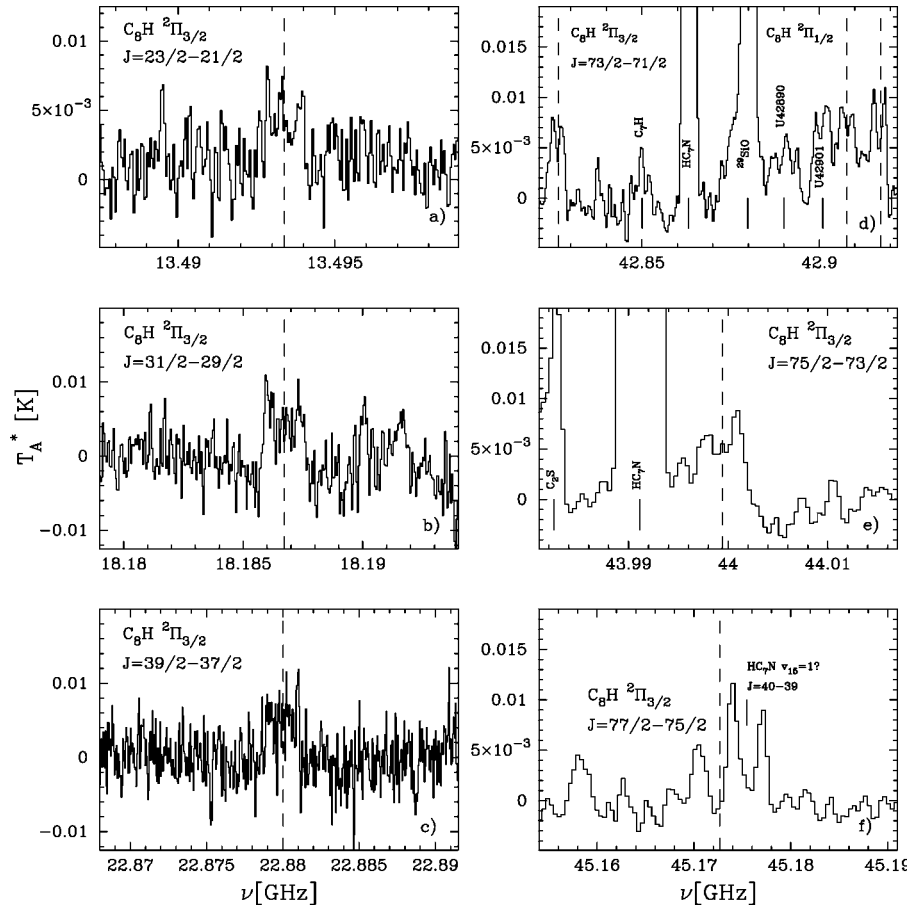 C₈H ²Π₃/₂
J=23/2−21/2
0.01
5×10⁻³
0
a)
13.49
13.495
C₈H ²Π₃/₂
J=31/2−29/2
0.01
0
−0.01
b)
18.18
18.185
18.19
T_A* [K]
C₈H ²Π₃/₂
J=39/2−37/2
0.01
0
−0.01
c)
22.87
22.875
22.88
22.885
22.89
ν[GHz]
C₈H ²Π₃/₂
J=73/2−71/2
C₈H ²Π₁/₂
0.015
0.01
5×10⁻³
0
C₇H
HC₇N
²⁹SiO
U42890
U42901
d)
42.85
42.9
C₈H ²Π₃/₂
J=75/2−73/2
0.015
0.01
5×10⁻³
0
C₂S
HC₇N
e)
43.99
44
44.01
HC₇N v₁₅=1?
J=40−39
C₈H ²Π₃/₂
J=77/2−75/2
0.015
0.01
5×10⁻³
0
f)
45.16
45.17
45.18
45.19
ν[GHz]